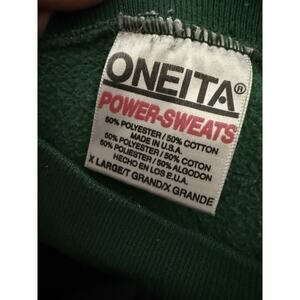 ONEITA®
POWER-SWEATS
50% POLYESTER / 50% COTTON
MADE IN U.S.A.
50% POLYESTER / 50% COTON
50% POLIESTER / 50% ALGODON
HECHO EN LOS E.U.A.
X LARGE/T GRAND/X GRANDE